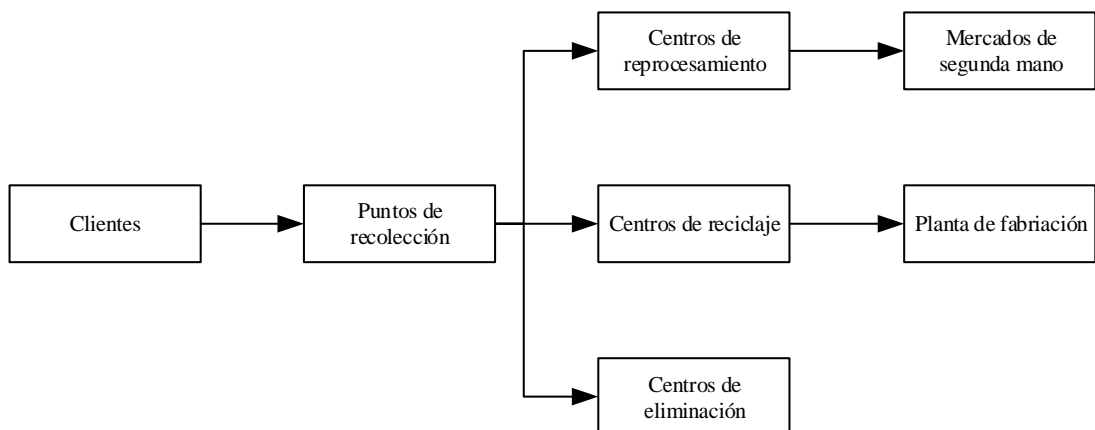 Centros de
reprocesamiento
Mercados de
segunda mano
Clientes
Puntos de
recolección
Centros de reciclaje
Planta de fabriación
Centros de
eliminación